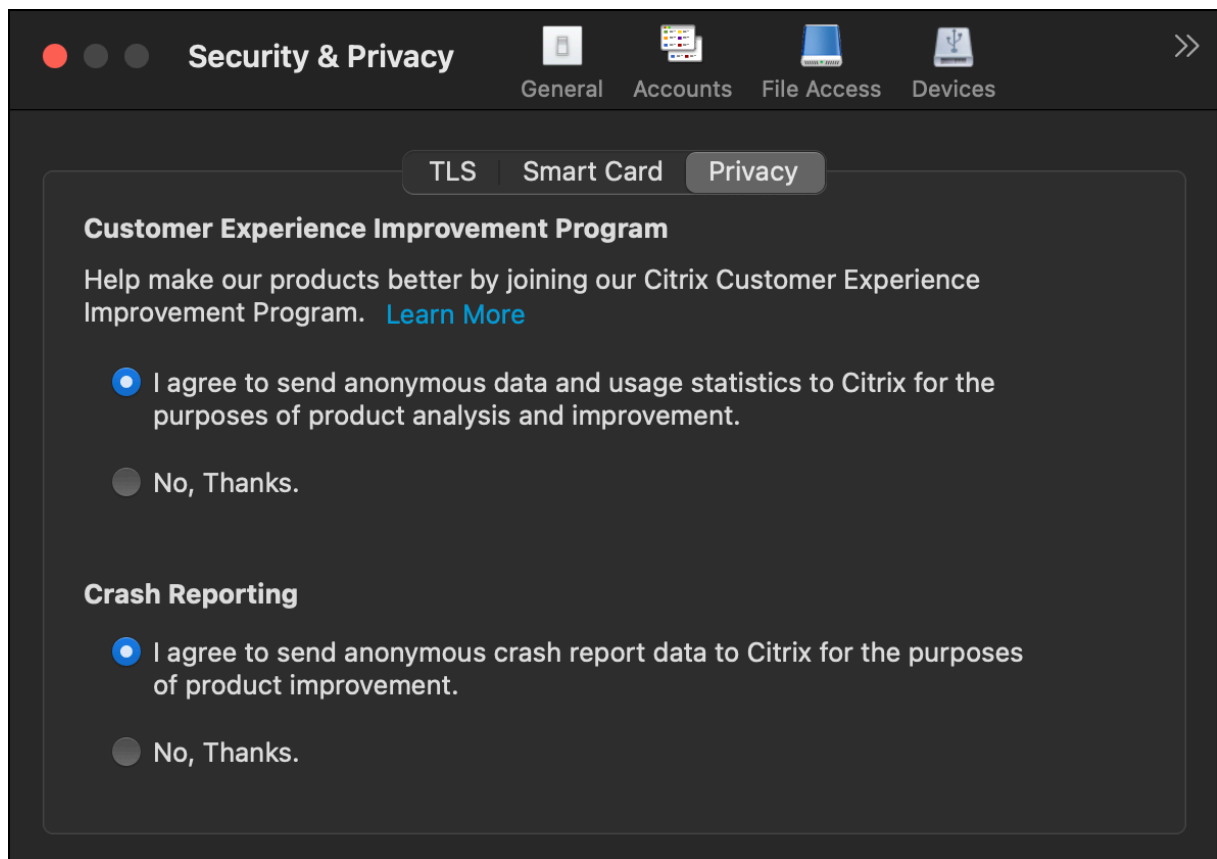 Security & Privacy
General
Accounts
File Access
Devices
TLS
Smart Card
Privacy
Customer Experience Improvement Program
Help make our products better by joining our Citrix Customer Experience
Improvement Program. Learn More
I agree to send anonymous data and usage statistics to Citrix for the
purposes of product analysis and improvement.
No, Thanks.
Crash Reporting
I agree to send anonymous crash report data to Citrix for the purposes
of product improvement.
No, Thanks.